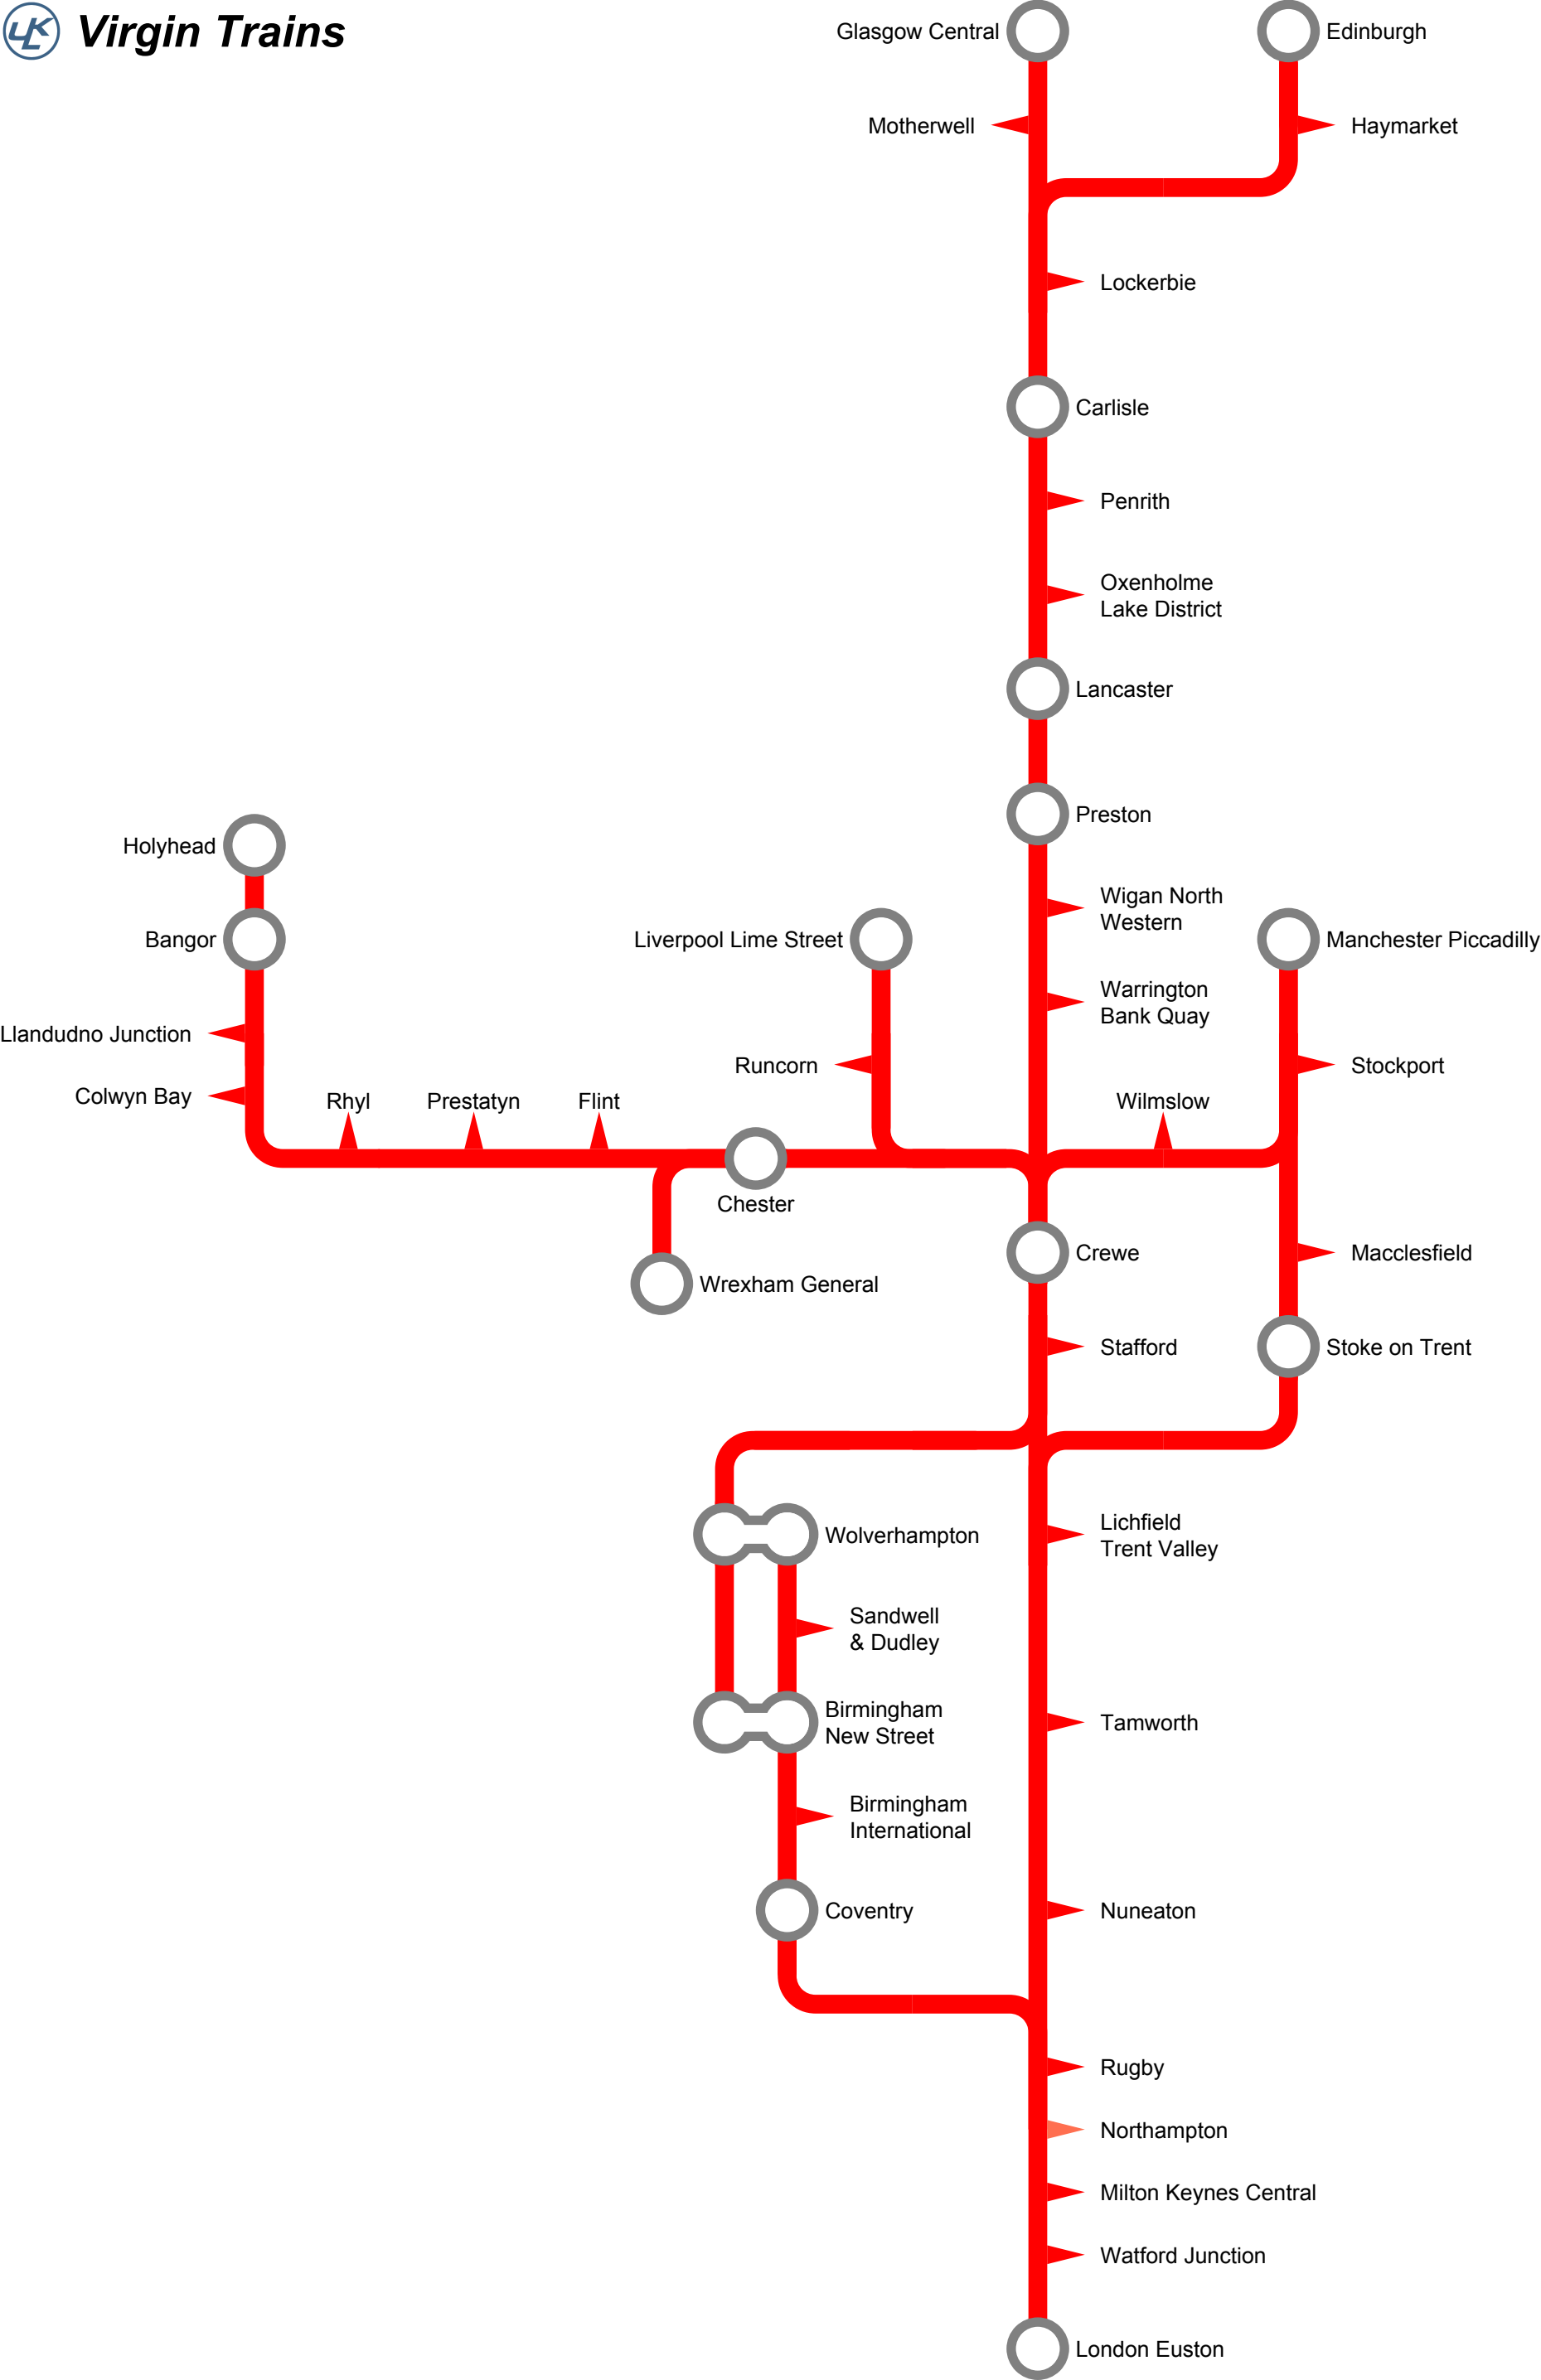 UK
Virgin Trains
Glasgow Central
Edinburgh
Motherwell
Haymarket
Lockerbie
Carlisle
Penrith
Oxenholme
Lake District
Lancaster
Preston
Holyhead
Wigan North
Western
Bangor
Liverpool Lime Street
Manchester Piccadilly
Warrington
Bank Quay
Llandudno Junction
Runcorn
Stockport
Colwyn Bay
Rhyl
Prestatyn
Flint
Wilmslow
Chester
Crewe
Macclesfield
Wrexham General
Stafford
Stoke on Trent
Wolverhampton
Lichfield
Trent Valley
Sandwell
& Dudley
Birmingham
New Street
Tamworth
Birmingham
International
Coventry
Nuneaton
Rugby
Northampton
Milton Keynes Central
Watford Junction
London Euston